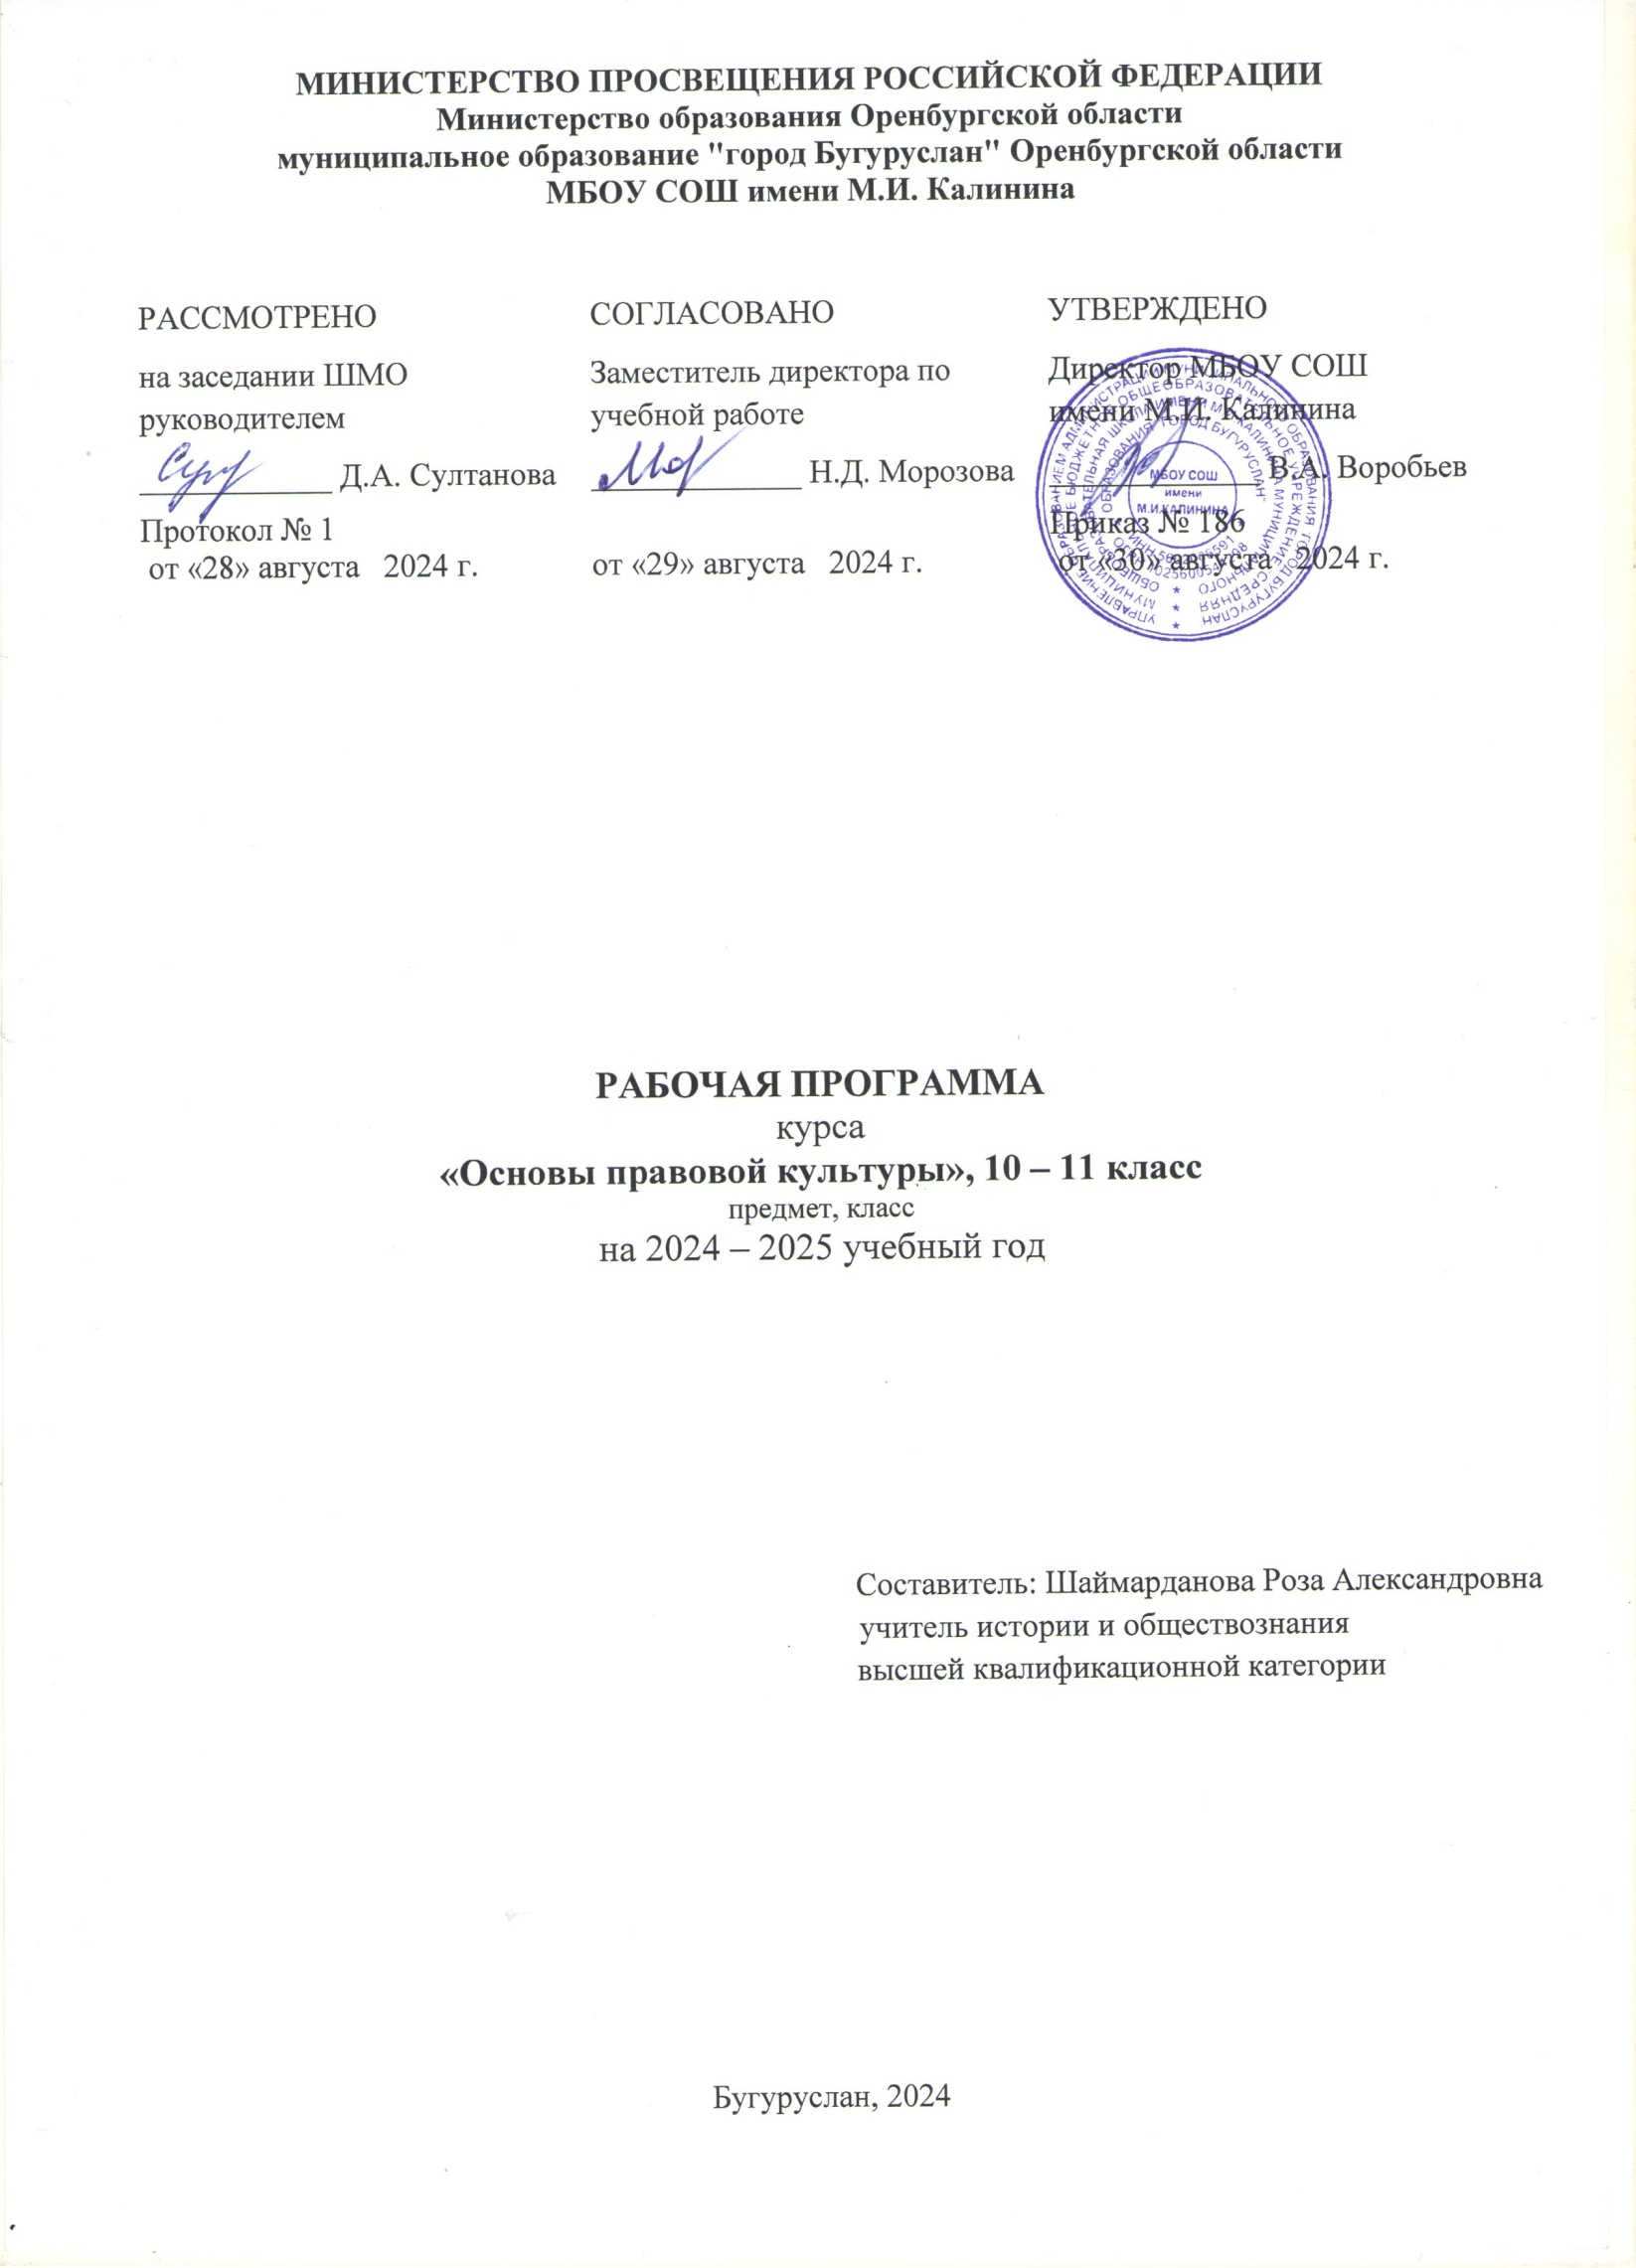 МИНИСТЕРСТВО ПРОСВЕЩЕНИЯ РОССИЙСКОЙ ФЕДЕРАЦИИ
Министерство образования Оренбургской области
муниципальное образование "город Бугуруслан" Оренбургской области
МБОУ СОШ имени М.И. Калинина
РАССМОТРЕНО
на заседании ШМО
руководителем
Д.А. Султанова
Протокол № 1
от «28» августа 2024 г.
СОГЛАСОВАНО
Заместитель директора по
учебной работе
Н.Д. Морозова
от «29» августа 2024 г.
УТВЕРЖДЕНО
Директор МБОУ СОШ
имени М.И. Калинина
В.А. Воробьев
Приказ № 186
от «30» августа 2024 г.
МБОУ СОШ
имени
М.И.КАЛИНИНА
РАБОЧАЯ ПРОГРАММА
курса
«Основы правовой культуры», 10 – 11 класс
предмет, класс
на 2024 – 2025 учебный год
Составитель: Шаймарданова Роза Александровна
учитель истории и обществознания
высшей квалификационной категории
Бугуруслан, 2024